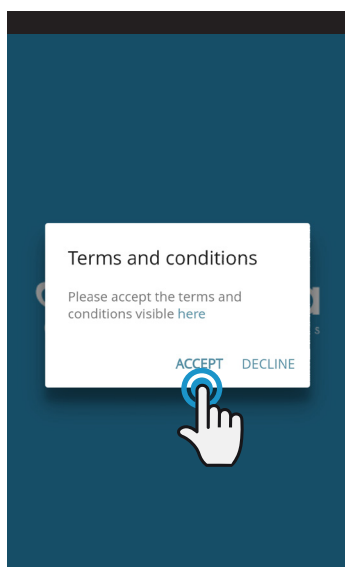 Terms and conditions
Please accept the terms and
conditions visible here
ACCEPT DECLINE